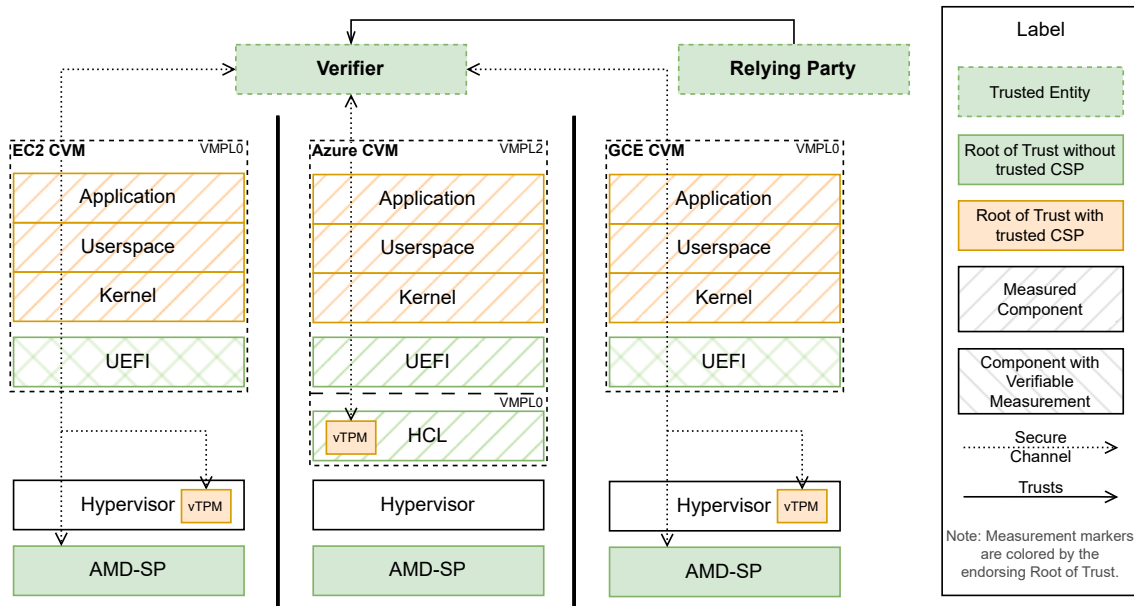 Verifier
Relying Party
EC2 CVM
VMPL0
Application
Userspace
Kernel
UEFI
Hypervisor
vTPM
AMD-SP
Azure CVM
VMPL2
Application
Userspace
Kernel
UEFI
VMPL0
vTPM
HCL
Hypervisor
AMD-SP
GCE CVM
VMPL0
Application
Userspace
Kernel
UEFI
Hypervisor
vTPM
AMD-SP
Label
Trusted Entity
Root of Trust without
trusted CSP
Root of Trust with
trusted CSP
Measured
Component
Component with
Verifiable
Measurement
Secure
Channel
Trusts
Note: Measurement markers
are colored by the
endorsing Root of Trust.